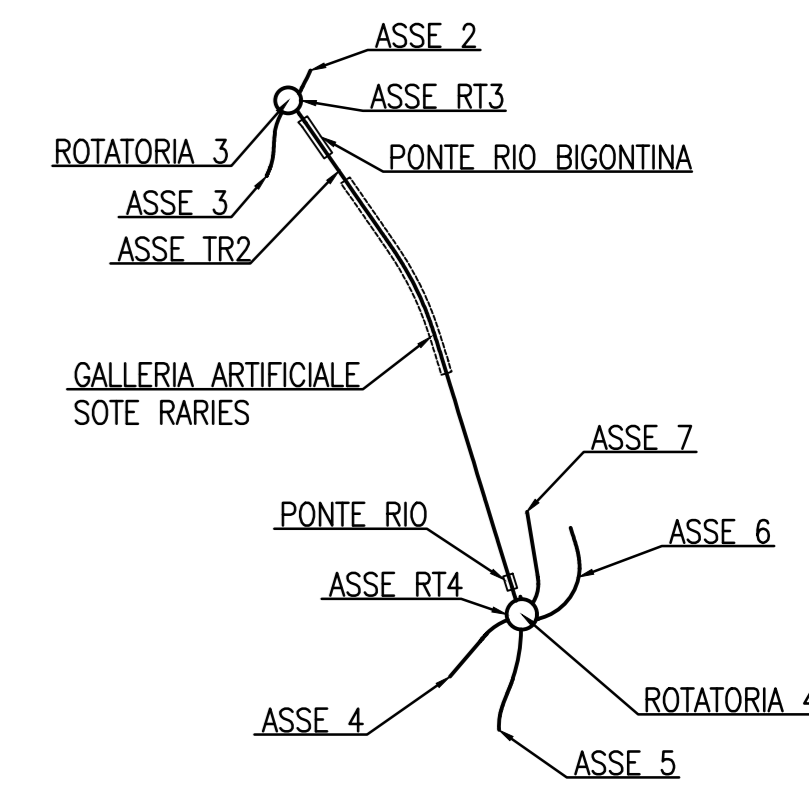 ASSE 2
ASSE RT3
ROTATORIA 3
PONTE RIO BIGONTINA
ASSE 3
ASSE TR2
GALLERIA ARTIFICIALE
SOTE RARIES
ASSE 7
PONTE RIO
ASSE 6
ASSE RT4
ROTATORIA 4
ASSE 4
ASSE 5